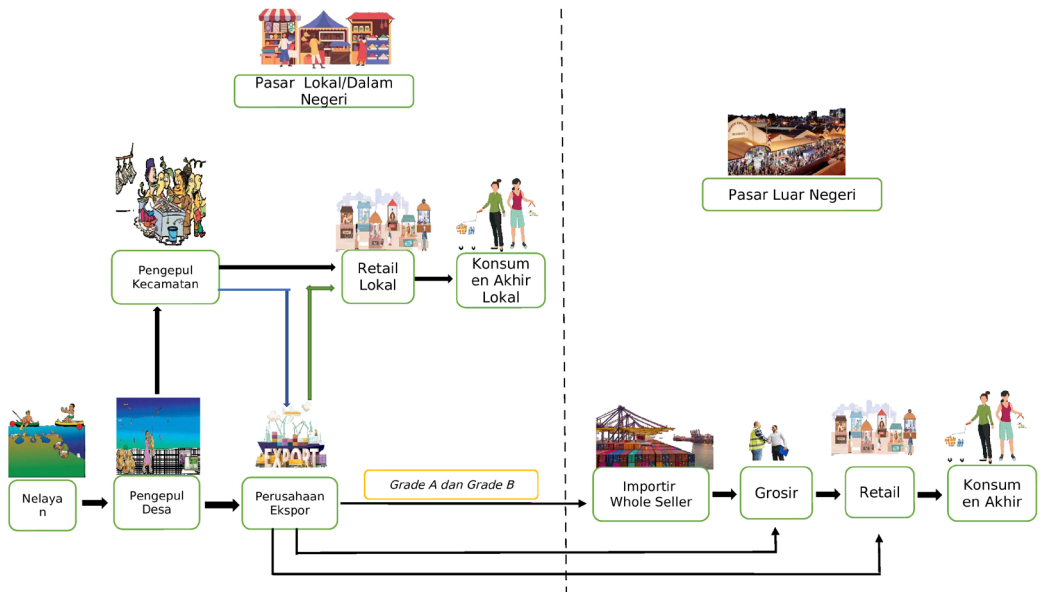 Pasar Lokal/Dalam
Negeri
Pasar Luar Negeri
Pengepul
Kecamatan
Retail
Lokal
Konsum
en Akhir
Lokal
EXPORT
Nelaya
n
Pengepul
Desa
Perusahaan
Ekspor
Grade A dan Grade B
Importir
Whole Seller
Grosir
Retail
Konsum
en Akhir